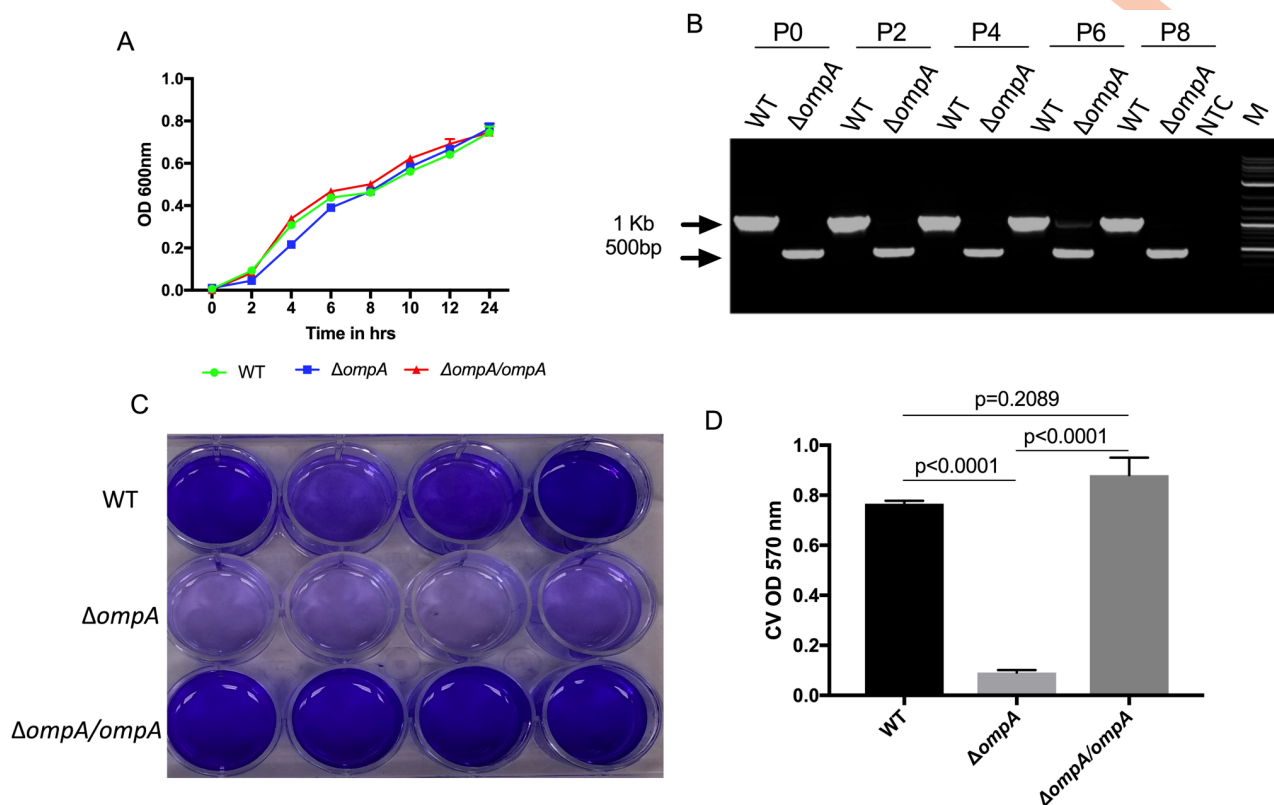 A
1.0
0.8
0.6
0.4
0.2
0.0
OD 600nm
0 2 4 6 8 10 12 24
Time in hrs
WT ΔompA ΔompA/ompA
B
P0 P2 P4 P6 P8
WT ΔompA WT ΔompA WT ΔompA WT ΔompA WT ΔompA NTC M
1 Kb
500bp
C
WT
ΔompA
ΔompA/ompA
D
p=0.2089
p<0.0001
p<0.0001
1.0
0.8
0.6
0.4
0.2
0.0
CV OD 570 nm
WT ΔompA ΔompA/ompA